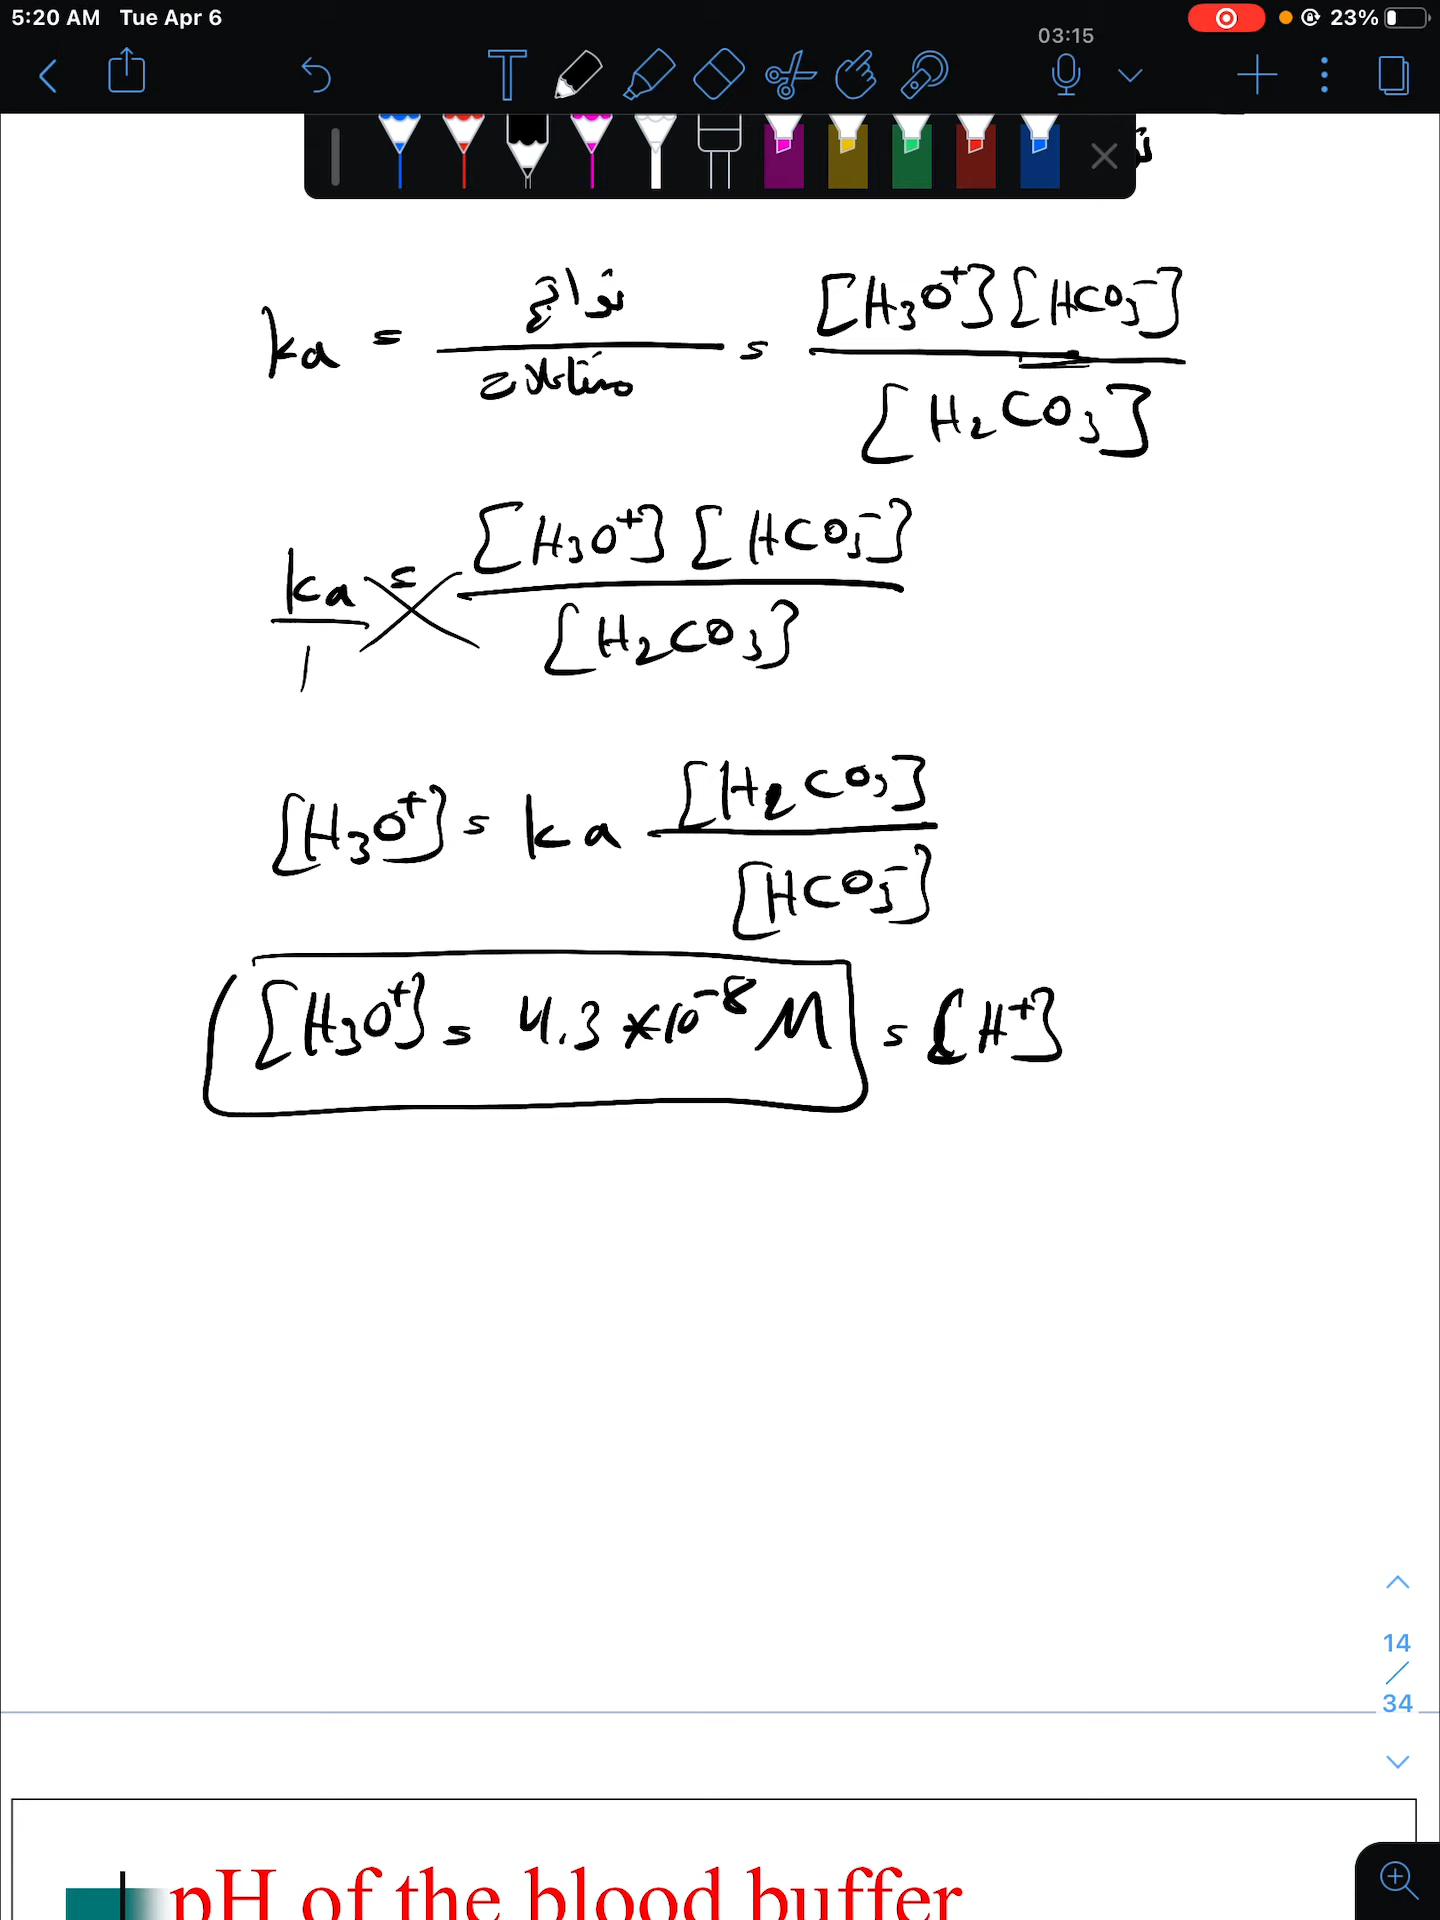 5:20 AM Tue Apr 6
23%
03:15
ka = نواتج / متفاعلات = [H₃O⁺][HCO₃⁻] / [H₂CO₃]
ka / 1 = [H₃O⁺][HCO₃⁻] / [H₂CO₃]
[H₃O⁺] = ka [H₂CO₃] / [HCO₃⁻]
[H₃O⁺] = 4.3 *10⁻⁸ M = [H⁺]
14
/
34
pH of the blood buffer